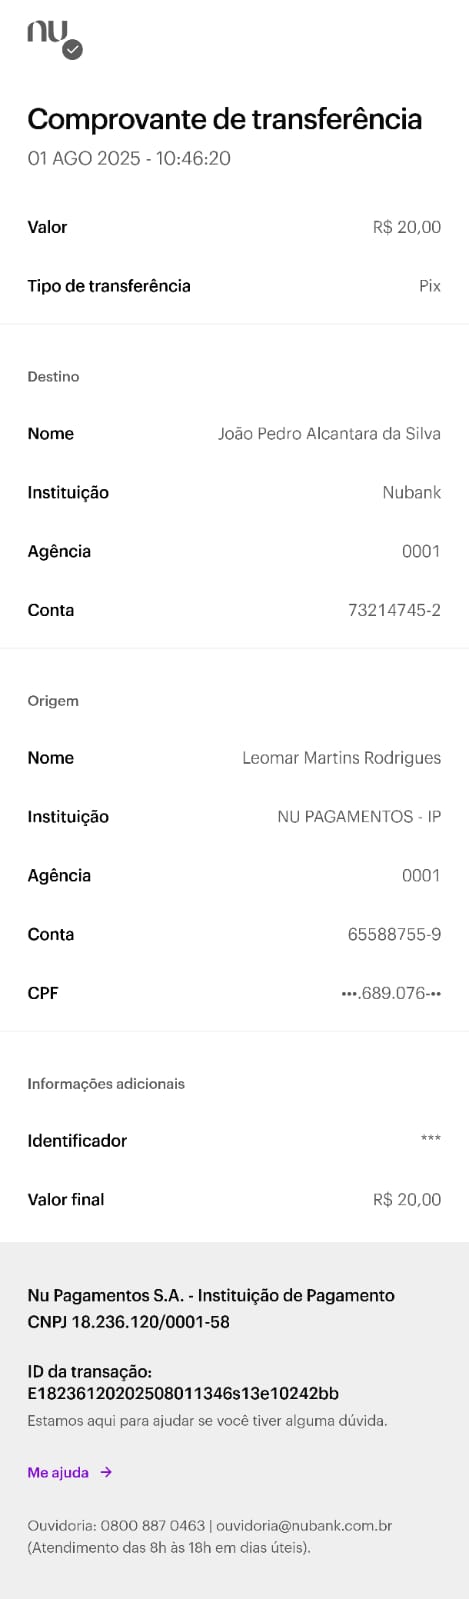 nu
Comprovante de transferência
01 AGO 2025 - 10:46:20
Valor R$ 20,00
Tipo de transferência Pix
Destino
Nome João Pedro Alcantara da Silva
Instituição Nubank
Agência 0001
Conta 73214745-2
Origem
Nome Leomar Martins Rodrigues
Instituição NU PAGAMENTOS - IP
Agência 0001
Conta 65588755-9
CPF •••.689.076-••
Informações adicionais
Identificador ***
Valor final R$ 20,00
Nu Pagamentos S.A. - Instituição de Pagamento
CNPJ 18.236.120/0001-58
ID da transação:
E18236120202508011346s13e10242bb
Estamos aqui para ajudar se você tiver alguma dúvida.
Me ajuda →
Ouvidoria: 0800 887 0463 | ouvidoria@nubank.com.br
(Atendimento das 8h às 18h em dias úteis).